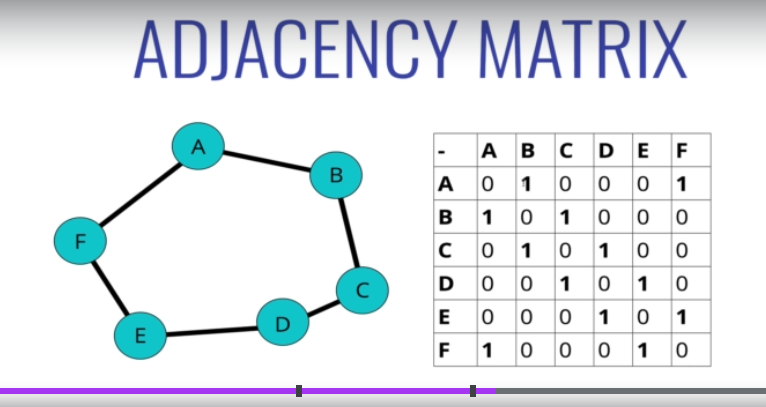 ADJACENCY MATRIX
A
B
F
C
D
E
- A B C D E F
A 0 1 0 0 0 1
B 1 0 1 0 0 0
C 0 1 0 1 0 0
D 0 0 1 0 1 0
E 0 0 0 1 0 1
F 1 0 0 0 1 0